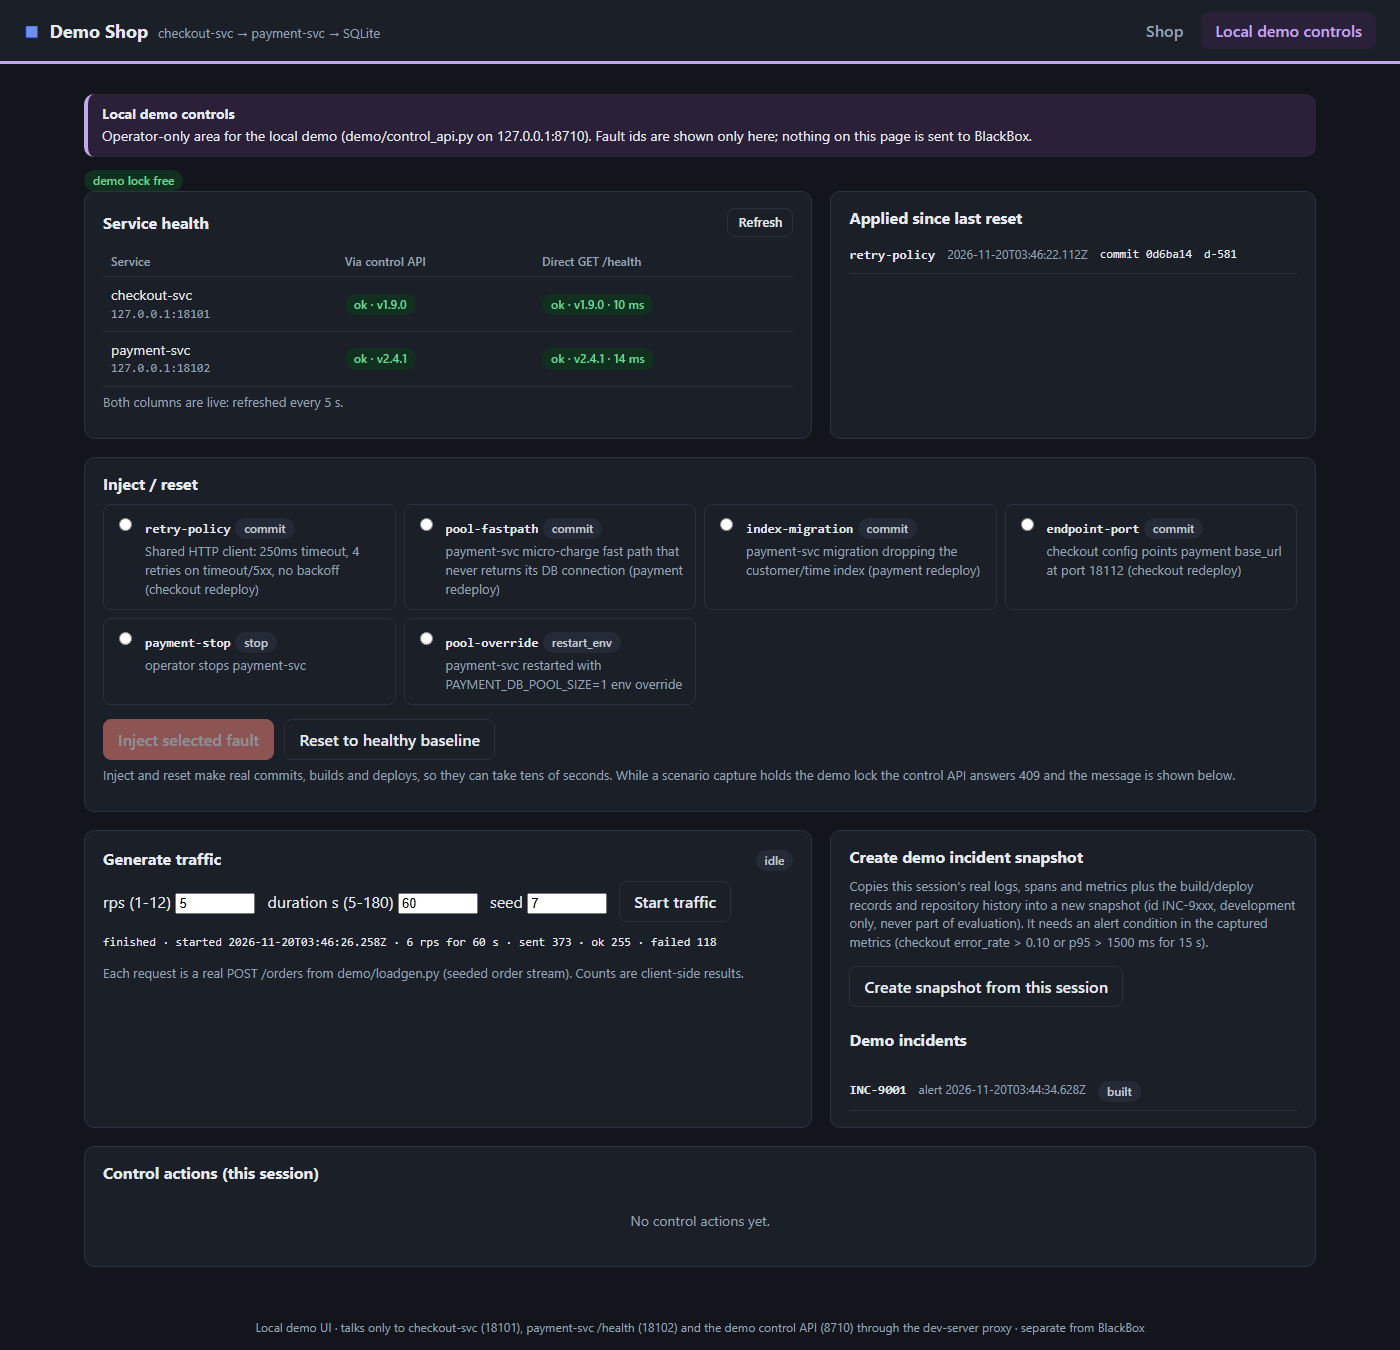 Demo Shop checkout-svc → payment-svc → SQLite
Shop Local demo controls
Local demo controls
Operator-only area for the local demo (demo/control_api.py on 127.0.0.1:8710). Fault ids are shown only here; nothing on this page is sent to BlackBox.
demo lock free
Service health Refresh
Service Via control API Direct GET /health
checkout-svc
127.0.0.1:18101
ok · v1.9.0
ok · v1.9.0 · 10 ms
payment-svc
127.0.0.1:18102
ok · v2.4.1
ok · v2.4.1 · 14 ms
Both columns are live: refreshed every 5 s.
Applied since last reset
retry-policy 2026-11-20T03:46:22.112Z commit 0d6ba14 d-581
Inject / reset
retry-policy commit
Shared HTTP client: 250ms timeout, 4
retries on timeout/5xx, no backoff
(checkout redeploy)
pool-fastpath commit
payment-svc micro-charge fast path that
never returns its DB connection (payment
redeploy)
index-migration commit
payment-svc migration dropping the
customer/time index (payment redeploy)
endpoint-port commit
checkout config points payment base_url
at port 18112 (checkout redeploy)
payment-stop stop
operator stops payment-svc
pool-override restart_env
payment-svc restarted with
PAYMENT_DB_POOL_SIZE=1 env override
Inject selected fault Reset to healthy baseline
Inject and reset make real commits, builds and deploys, so they can take tens of seconds. While a scenario capture holds the demo lock the control API answers 409 and the message is shown below.
Generate traffic idle
rps (1-12) 5 duration s (5-180) 60 seed 7 Start traffic
finished · started 2026-11-20T03:46:26.258Z · 6 rps for 60 s · sent 373 · ok 255 · failed 118
Each request is a real POST /orders from demo/loadgen.py (seeded order stream). Counts are client-side results.
Create demo incident snapshot
Copies this session's real logs, spans and metrics plus the build/deploy
records and repository history into a new snapshot (id INC-9xxx, development
only, never part of evaluation). It needs an alert condition in the captured
metrics (checkout error_rate > 0.10 or p95 > 1500 ms for 15 s).
Create snapshot from this session
Demo incidents
INC-9001 alert 2026-11-20T03:44:34.628Z built
Control actions (this session)
No control actions yet.
Local demo UI · talks only to checkout-svc (18101), payment-svc /health (18102) and the demo control API (8710) through the dev-server proxy · separate from BlackBox